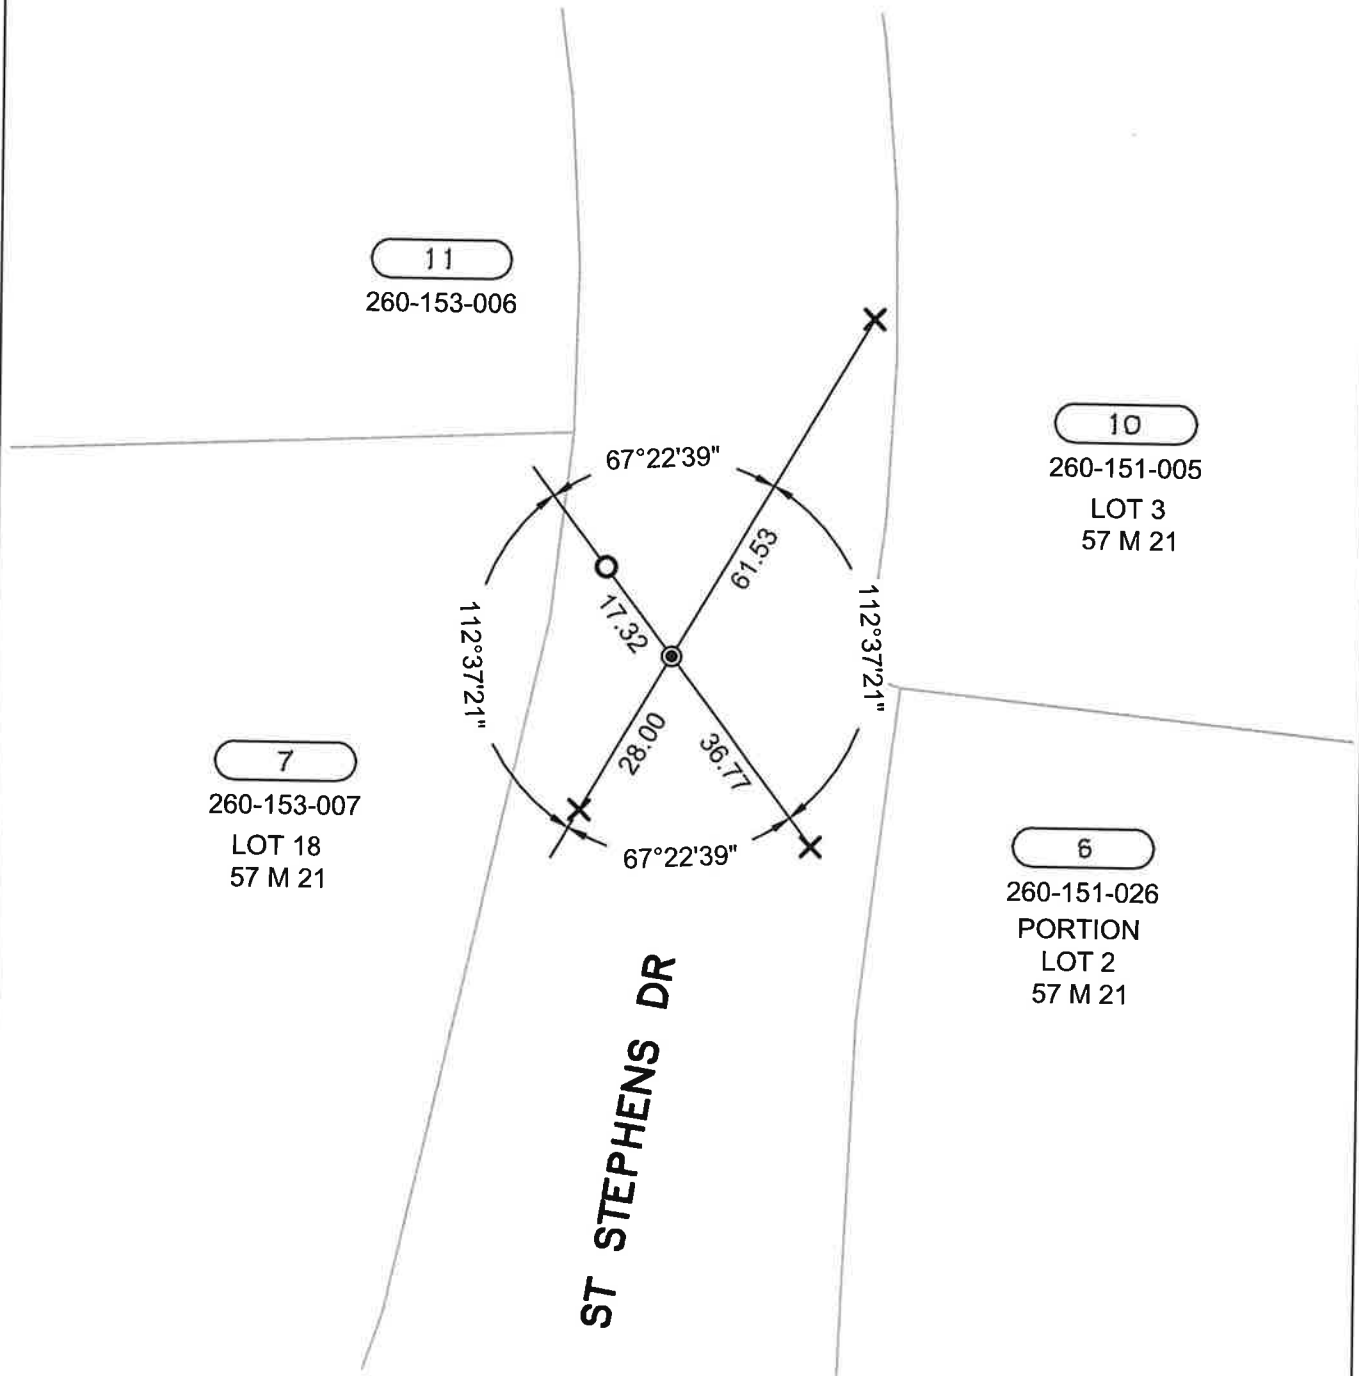 11
260-153-006
10
260-151-005
LOT 3
57 M 21
67°22'39"
61.53
17.32
112°37'21"
112°37'21"
28.00
36.77
7
260-153-007
LOT 18
57 M 21
67°22'39"
6
260-151-026
PORTION
LOT 2
57 M 21
ST STEPHENS DR